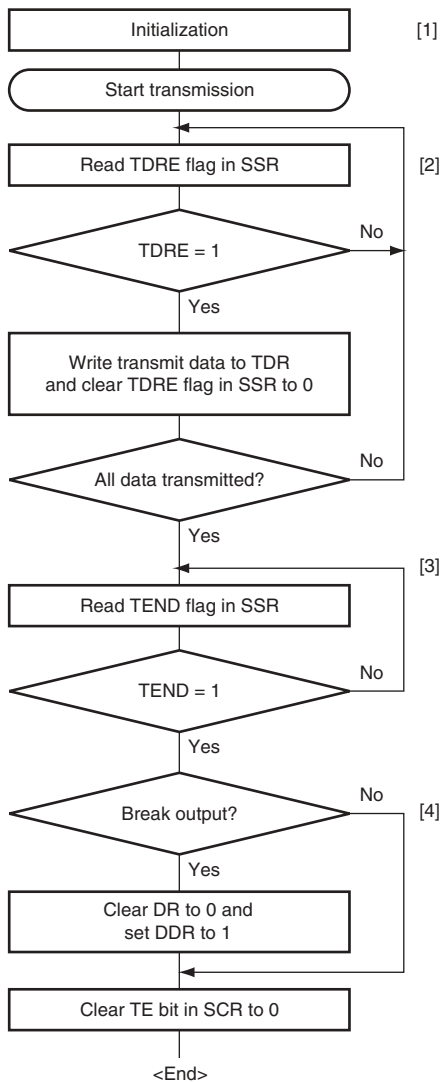 Initialization [1]
Start transmission
Read TDRE flag in SSR [2]
No
TDRE = 1
Yes
Write transmit data to TDR
and clear TDRE flag in SSR to 0
No
All data transmitted?
Yes
[3]
Read TEND flag in SSR
No
TEND = 1
Yes
No [4]
Break output?
Yes
Clear DR to 0 and
set DDR to 1
Clear TE bit in SCR to 0
<End>